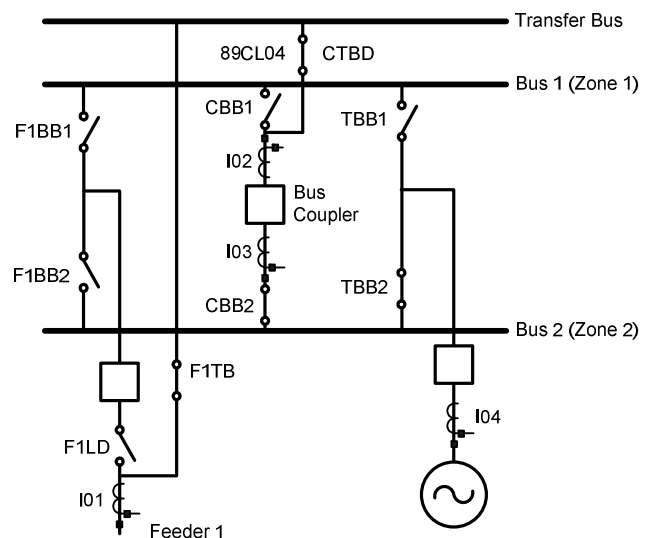 Transfer Bus
89CL04 CTBD
Bus 1 (Zone 1)
F1BB1
CBB1
TBB1
I02
Bus
Coupler
F1BB2
I03
TBB2
CBB2
Bus 2 (Zone 2)
F1TB
F1LD
I04
I01
Feeder 1